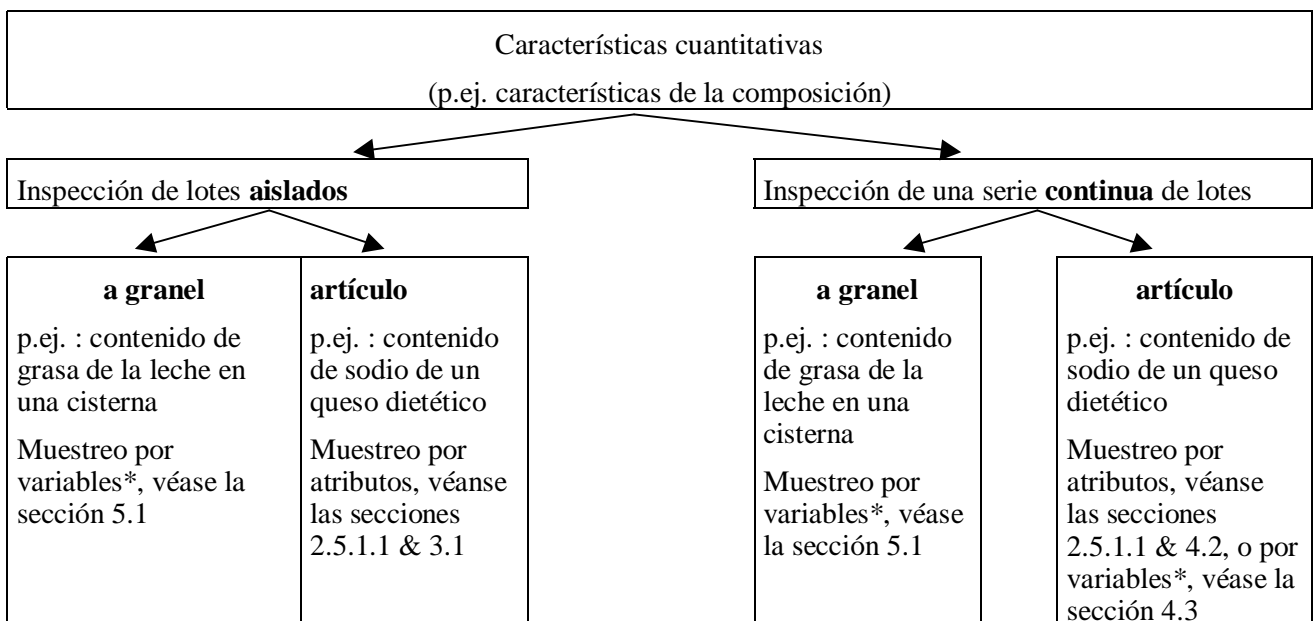 Características cuantitativas
(p.ej. características de la composición)
Inspección de lotes aislados
Inspección de una serie continua de lotes
a granel
p.ej. : contenido de
grasa de la leche en
una cisterna
Muestreo por
variables*, véase la
sección 5.1
artículo
p.ej. : contenido
de sodio de un
queso dietético
Muestreo por
atributos, véanse
las secciones
2.5.1.1 & 3.1
a granel
p.ej. : contenido
de grasa de la
leche en una
cisterna
Muestreo por
variables*, véase
la sección 5.1
artículo
p.ej. : contenido de
sodio de un queso
dietético
Muestreo por
atributos, véanse
las secciones
2.5.1.1 & 4.2, o por
variables*, véase la
sección 4.3